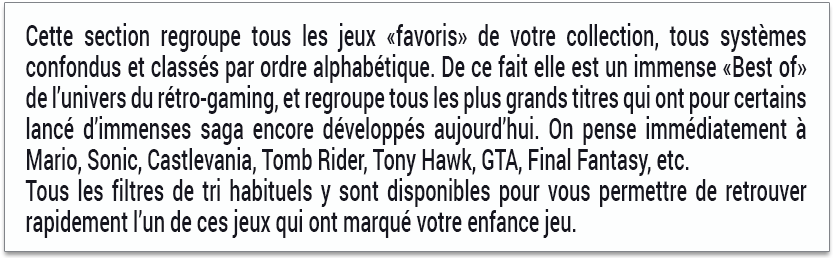 Cette section regroupe tous les jeux «favoris» de votre collection, tous systèmes
confondus et classés par ordre alphabétique. De ce fait elle est un immense «Best of»
de l'univers du rétro-gaming, et regroupe tous les plus grands titres qui ont pour certains
lancé d'immenses saga encore développés aujourd'hui. On pense immédiatement à
Mario, Sonic, Castlevania, Tomb Rider, Tony Hawk, GTA, Final Fantasy, etc.
Tous les filtres de tri habituels y sont disponibles pour vous permettre de retrouver
rapidement l'un de ces jeux qui ont marqué votre enfance jeu.